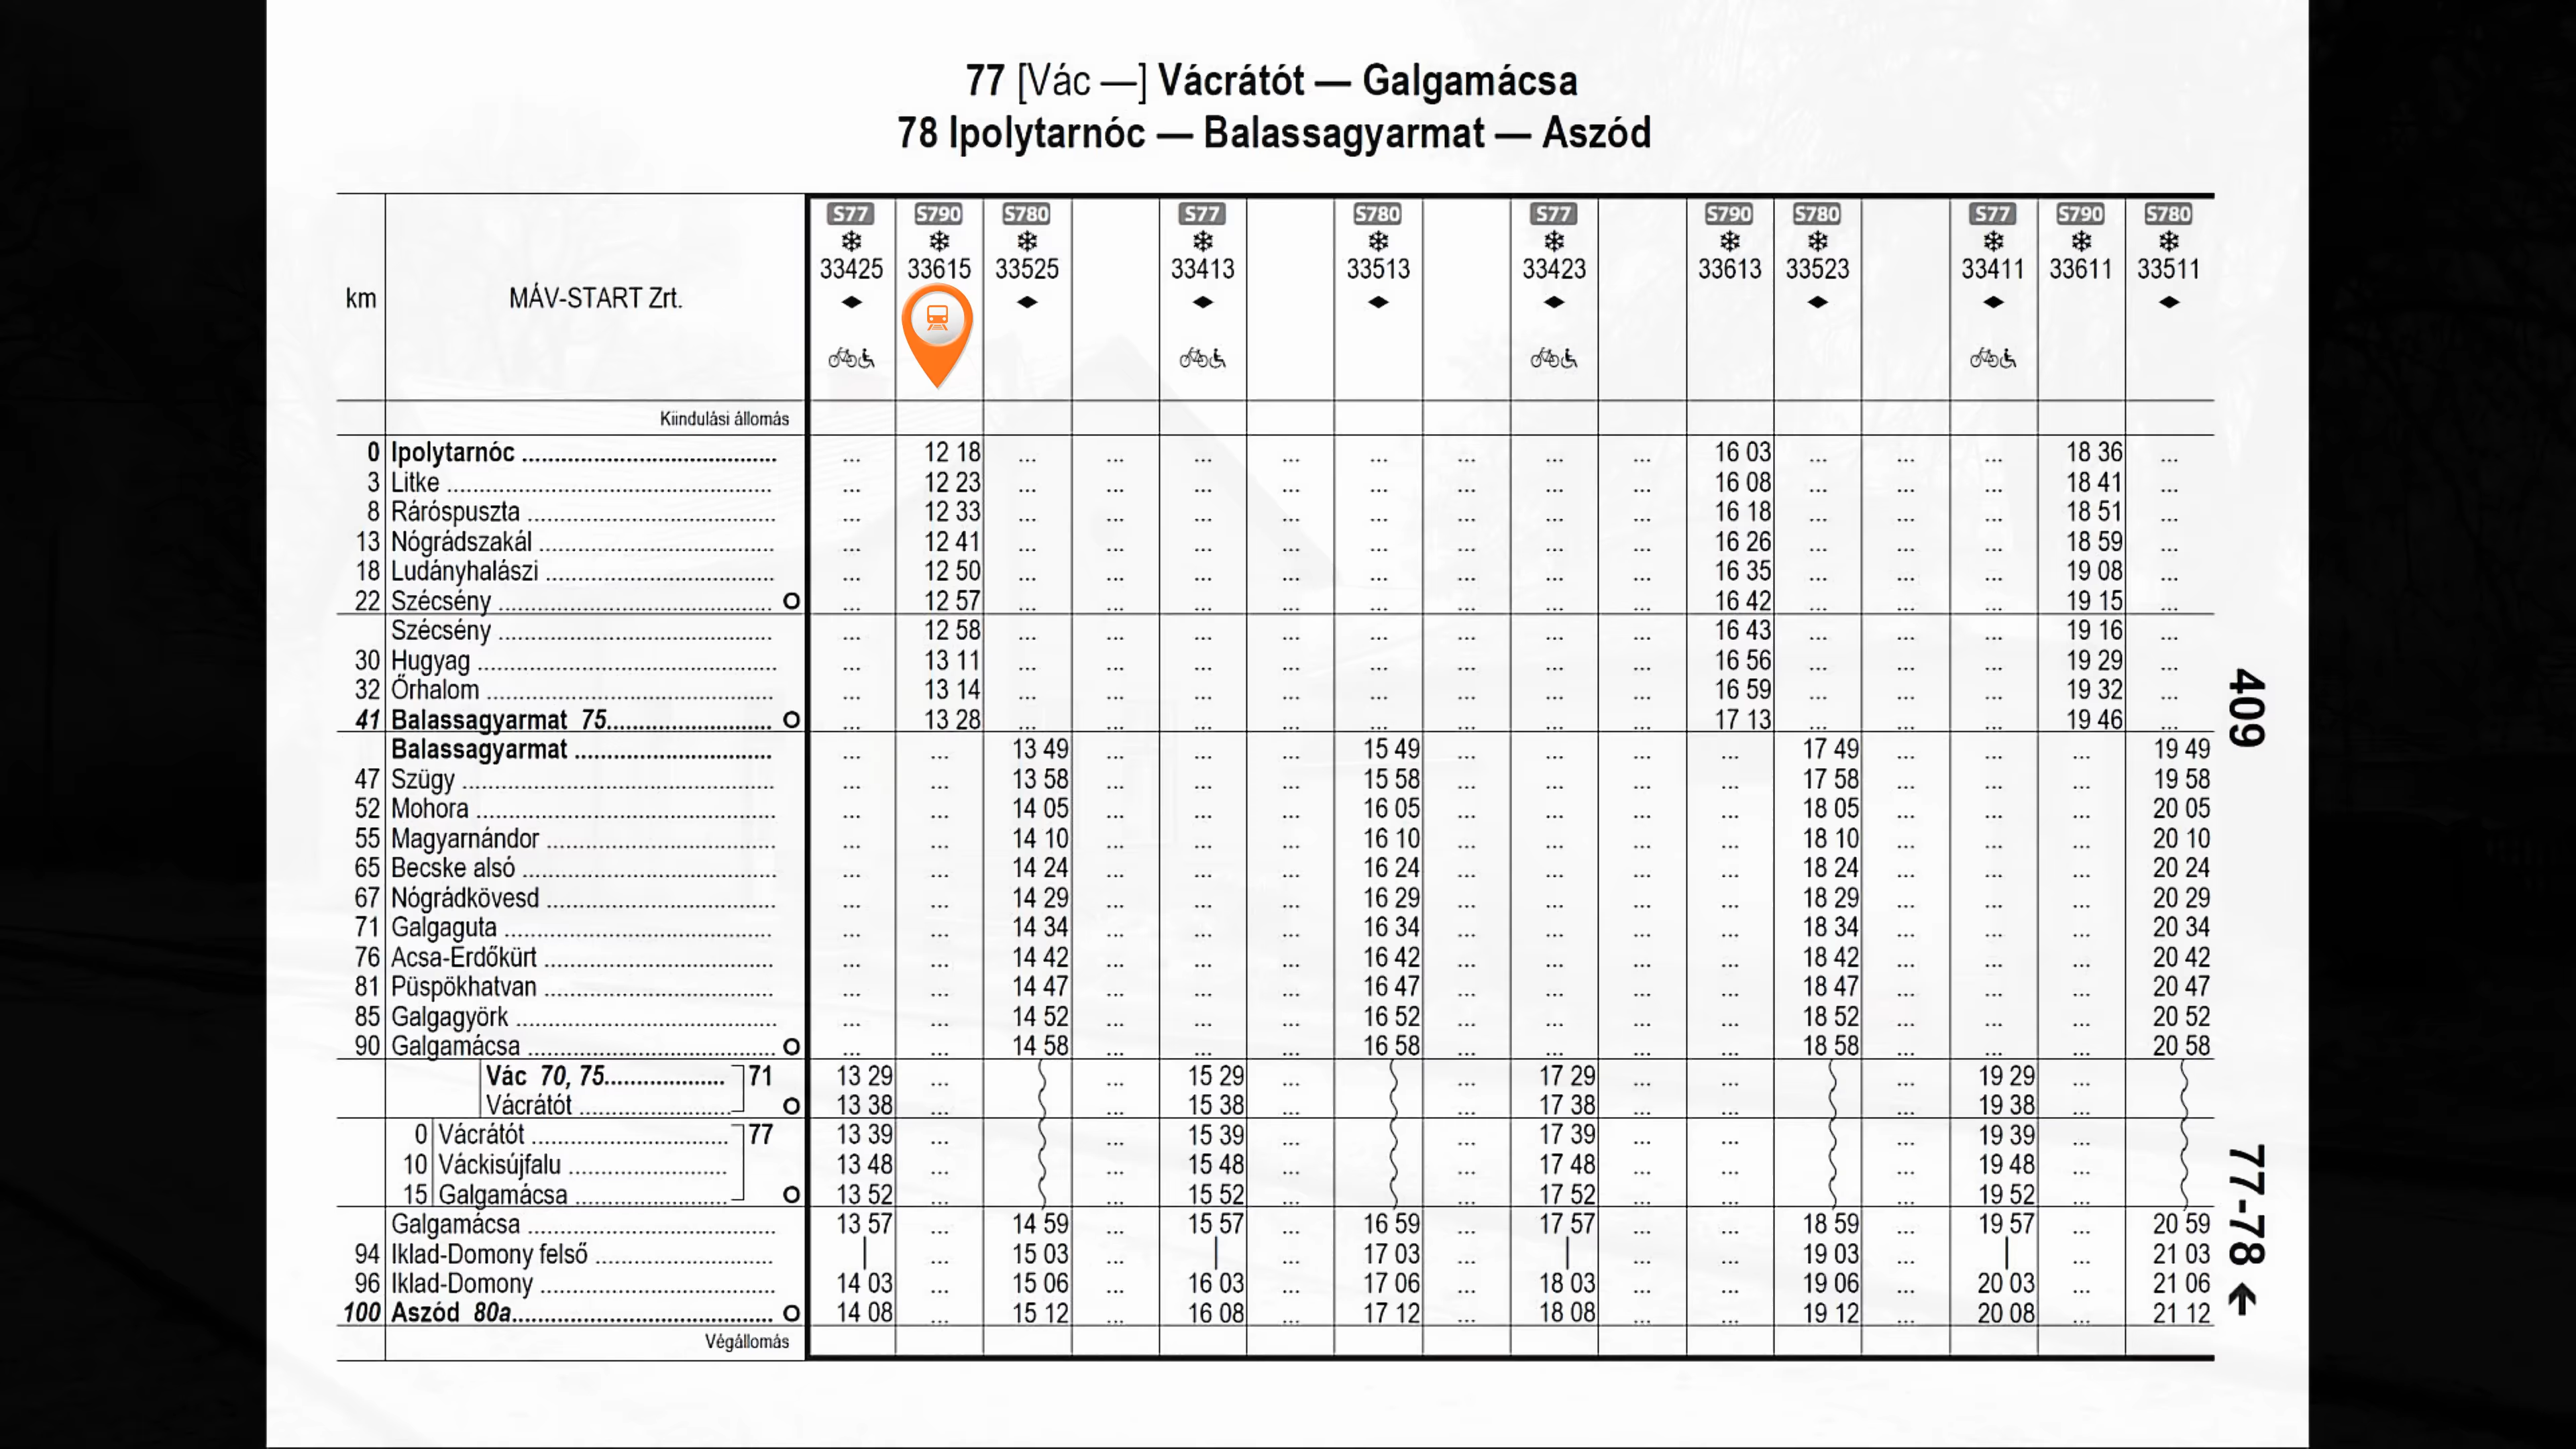 77 [Vác —] Vácrátót — Galgamácsa
78 Ipolytarnóc — Balassagyarmat — Aszód
km MÁV-START Zrt. S77 S790 S780 S77 S780 S77 S790 S780 S77 S790 S780
33425 33615 33525 33413 33513 33423 33613 33523 33411 33611 33511
Kiindulási állomás
0 Ipolytarnóc ... 12 18 ... ... ... ... ... ... ... ... 16 03 ... ... ... 18 36 ...
3 Litke ... 12 23 ... ... ... ... ... ... ... ... 16 08 ... ... ... 18 41 ...
8 Ráróspuszta ... 12 33 ... ... ... ... ... ... ... ... 16 18 ... ... ... 18 51 ...
13 Nógrádszakál ... 12 41 ... ... ... ... ... ... ... ... 16 26 ... ... ... 18 59 ...
18 Ludányhalászi ... 12 50 ... ... ... ... ... ... ... ... 16 35 ... ... ... 19 08 ...
22 Szécsény O ... 12 57 ... ... ... ... ... ... ... ... 16 42 ... ... ... 19 15 ...
Szécsény ... 12 58 ... ... ... ... ... ... ... ... 16 43 ... ... ... 19 16 ...
30 Hugyag ... 13 11 ... ... ... ... ... ... ... ... 16 56 ... ... ... 19 29 ...
32 Őrhalom ... 13 14 ... ... ... ... ... ... ... ... 16 59 ... ... ... 19 32 ...
41 Balassagyarmat 75 O ... 13 28 ... ... ... ... ... ... ... ... 17 13 ... ... ... 19 46 ...
Balassagyarmat ... ... 13 49 ... ... ... 15 49 ... ... ... ... 17 49 ... ... ... 19 49
47 Szügy ... ... 13 58 ... ... ... 15 58 ... ... ... ... 17 58 ... ... ... 19 58
52 Mohora ... ... 14 05 ... ... ... 16 05 ... ... ... ... 18 05 ... ... ... 20 05
55 Magyarnándor ... ... 14 10 ... ... ... 16 10 ... ... ... ... 18 10 ... ... ... 20 10
65 Becske alsó ... ... 14 24 ... ... ... 16 24 ... ... ... ... 18 24 ... ... ... 20 24
67 Nógrádkövesd ... ... 14 29 ... ... ... 16 29 ... ... ... ... 18 29 ... ... ... 20 29
71 Galgaguta ... ... 14 34 ... ... ... 16 34 ... ... ... ... 18 34 ... ... ... 20 34
76 Acsa-Erdőkürt ... ... 14 42 ... ... ... 16 42 ... ... ... ... 18 42 ... ... ... 20 42
81 Püspökhatvan ... ... 14 47 ... ... ... 16 47 ... ... ... ... 18 47 ... ... ... 20 47
85 Galgagyörk ... ... 14 52 ... ... ... 16 52 ... ... ... ... 18 52 ... ... ... 20 52
90 Galgamácsa O ... ... 14 58 ... ... ... 16 58 ... ... ... ... 18 58 ... ... ... 20 58
Vác 70, 75 71 13 29 ... ... 15 29 ... ... 17 29 ... ... ... 19 29 ...
Vácrátót O 13 38 ... ... 15 38 ... ... 17 38 ... ... ... 19 38 ...
0 Vácrátót 77 13 39 ... ... 15 39 ... ... 17 39 ... ... ... 19 39 ...
10 Váckisújfalu 13 48 ... ... 15 48 ... ... 17 48 ... ... ... 19 48 ...
15 Galgamácsa O 13 52 ... ... 15 52 ... ... 17 52 ... ... ... 19 52 ...
Galgamácsa 13 57 ... 14 59 ... 15 57 ... 16 59 ... 17 57 ... ... 18 59 ... 19 57 ... 20 59
94 Iklad-Domony felső | ... 15 03 ... | ... 17 03 ... | ... ... 19 03 ... | ... 21 03
96 Iklad-Domony 14 03 ... 15 06 ... 16 03 ... 17 06 ... 18 03 ... ... 19 06 ... 20 03 ... 21 06
100 Aszód 80a O 14 08 ... 15 12 ... 16 08 ... 17 12 ... 18 08 ... ... 19 12 ... 20 08 ... 21 12
Végállomás
409
77-78